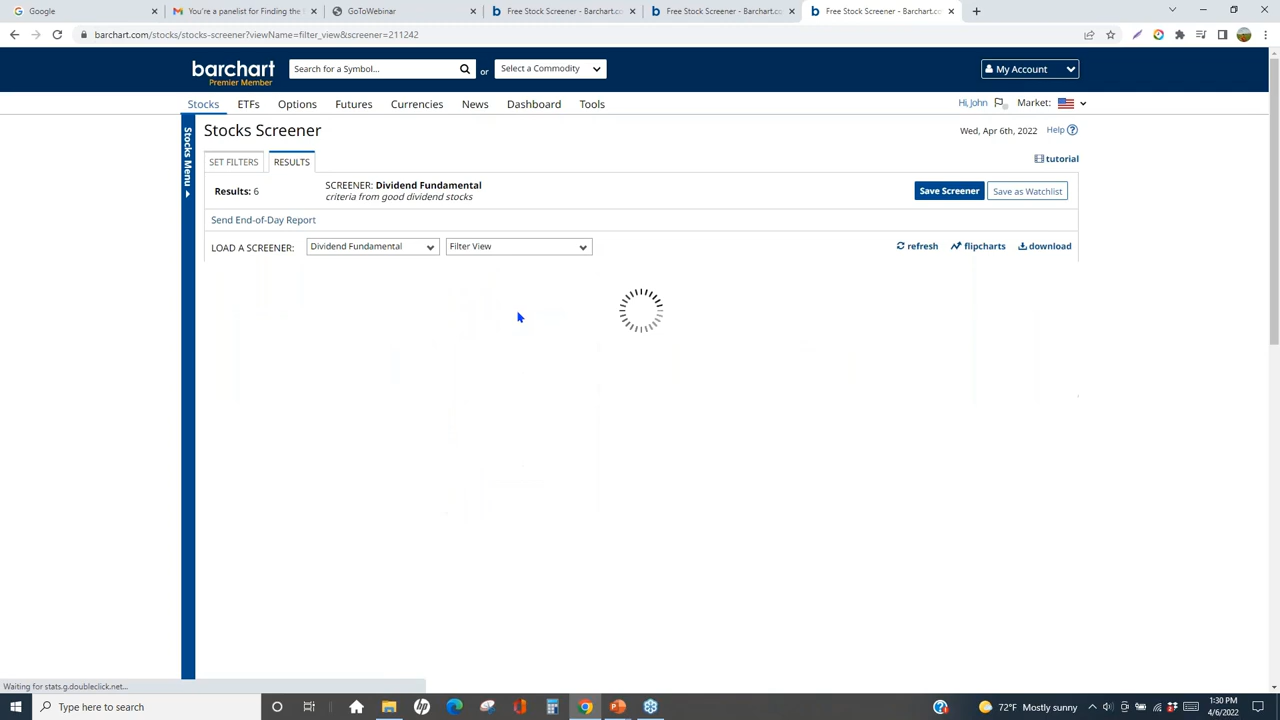 Google
You're a panelist for Finding the
GoToWebinar
Free Stock Screener - Barchart.co
Free Stock Screener - Barchart.co
Free Stock Screener - Barchart.co
barchart.com/stocks/stocks-screener?viewName=filter_view&screener=211242
barchart
Premier Member
Search for a Symbol...
or
Select a Commodity
My Account
Stocks
ETFs
Options
Futures
Currencies
News
Dashboard
Tools
Hi, John
Market:
Stocks Menu
Stocks Screener
Wed, Apr 6th, 2022
Help
SET FILTERS
RESULTS
tutorial
Results: 6
SCREENER: Dividend Fundamental
criteria from good dividend stocks
Save Screener
Save as Watchlist
Send End-of-Day Report
LOAD A SCREENER:
Dividend Fundamental
Filter View
refresh
flipcharts
download
Waiting for stats.g.doubleclick.net...
Type here to search
72°F Mostly sunny
1:30 PM
4/6/2022